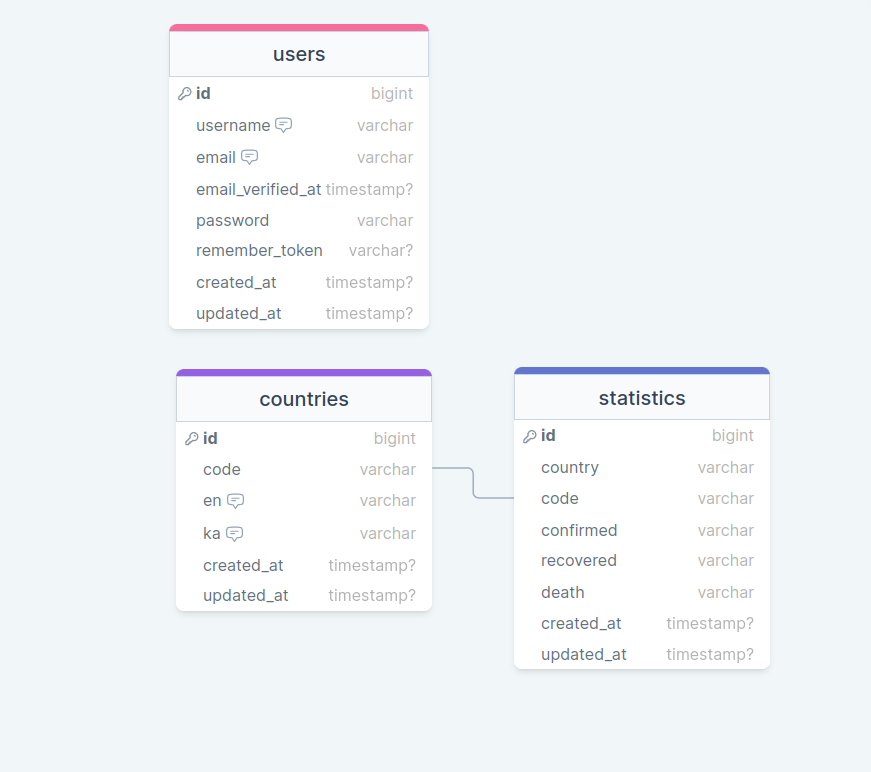 users
id bigint
username varchar
email varchar
email_verified_at timestamp?
password varchar
remember_token varchar?
created_at timestamp?
updated_at timestamp?
countries
id bigint
code varchar
en varchar
ka varchar
created_at timestamp?
updated_at timestamp?
statistics
id bigint
country varchar
code varchar
confirmed varchar
recovered varchar
death varchar
created_at timestamp?
updated_at timestamp?